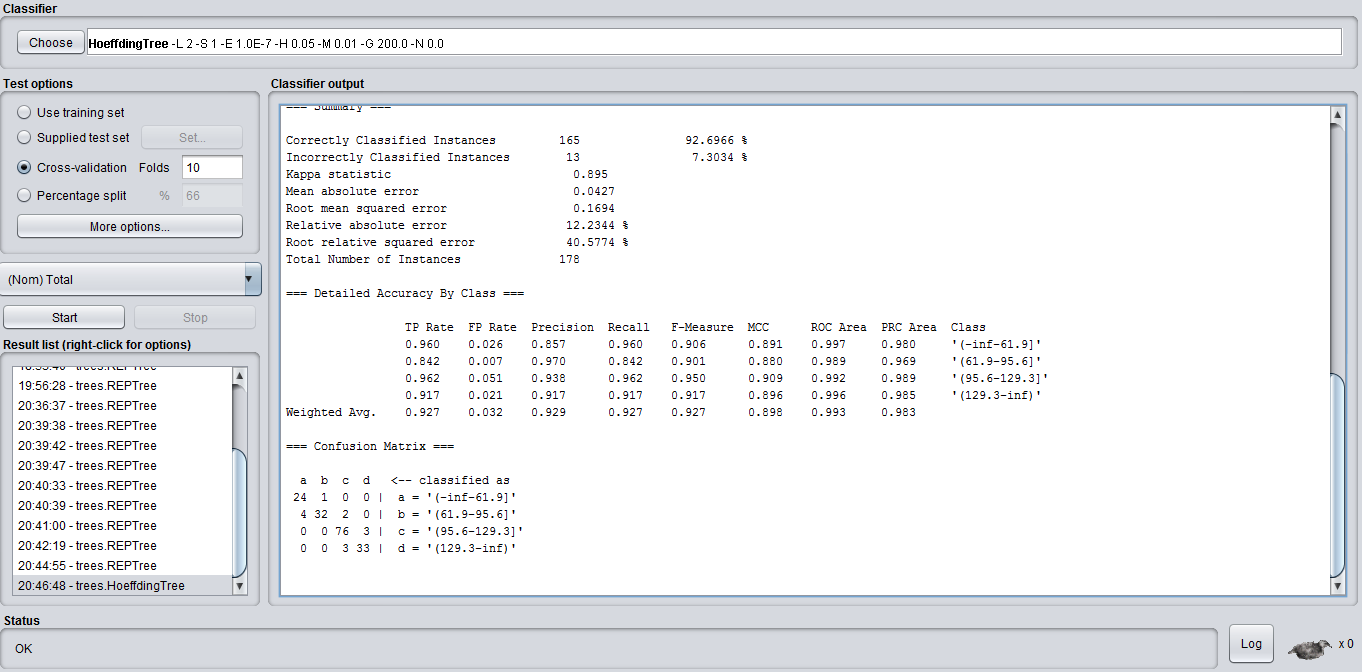 Classifier
Choose HoeffdingTree -L 2 -S 1 -E 1.0E-7 -H 0.05 -M 0.01 -G 200.0 -N 0.0
Test options
Use training set
Supplied test set Set...
Cross-validation Folds 10
Percentage split % 66
More options...
(Nom) Total
Start Stop
Result list (right-click for options)
19:56:28 - trees.REPTree
20:36:37 - trees.REPTree
20:39:38 - trees.REPTree
20:39:42 - trees.REPTree
20:39:47 - trees.REPTree
20:40:33 - trees.REPTree
20:40:39 - trees.REPTree
20:41:00 - trees.REPTree
20:42:19 - trees.REPTree
20:44:55 - trees.REPTree
20:46:48 - trees.HoeffdingTree
Classifier output
=== Summary ===
Correctly Classified Instances 165 92.6966 %
Incorrectly Classified Instances 13 7.3034 %
Kappa statistic 0.895
Mean absolute error 0.0427
Root mean squared error 0.1694
Relative absolute error 12.2344 %
Root relative squared error 40.5774 %
Total Number of Instances 178
=== Detailed Accuracy By Class ===
TP Rate FP Rate Precision Recall F-Measure MCC ROC Area PRC Area Class
0.960 0.026 0.857 0.960 0.906 0.891 0.997 0.980 '(-inf-61.9]'
0.842 0.007 0.970 0.842 0.901 0.880 0.989 0.969 '(61.9-95.6]'
0.962 0.051 0.938 0.962 0.950 0.909 0.992 0.989 '(95.6-129.3]'
0.917 0.021 0.917 0.917 0.917 0.896 0.996 0.985 '(129.3-inf)'
Weighted Avg. 0.927 0.032 0.929 0.927 0.927 0.898 0.993 0.983
=== Confusion Matrix ===
a b c d <-- classified as
24 1 0 0 | a = '(-inf-61.9]'
4 32 2 0 | b = '(61.9-95.6]'
0 0 76 3 | c = '(95.6-129.3]'
0 0 3 33 | d = '(129.3-inf)'
Status
OK
Log x 0